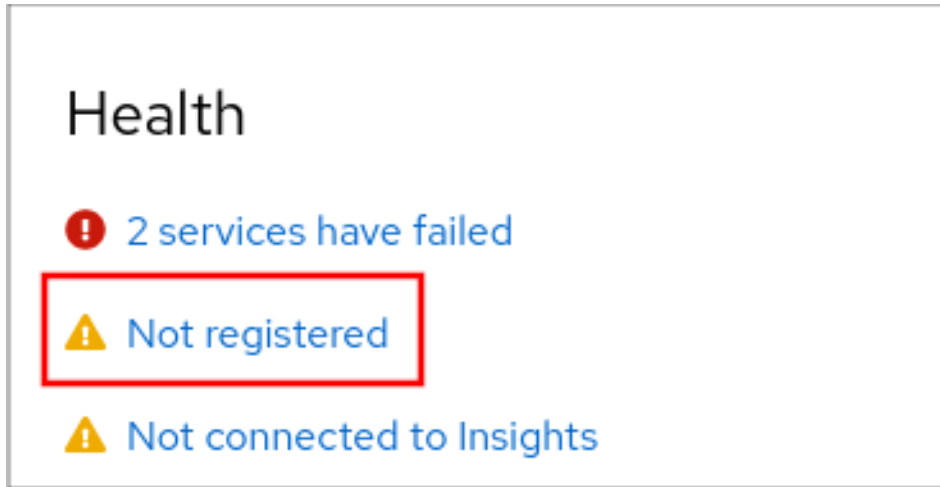 Health
2 services have failed
Not registered
Not connected to Insights